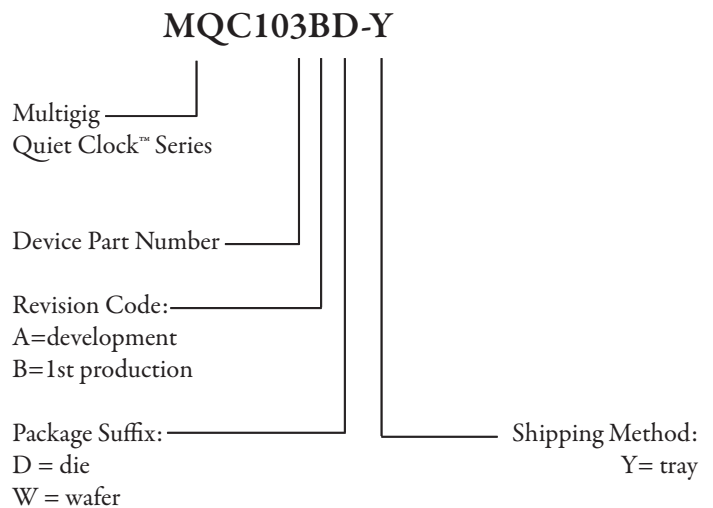 MQC103BD-Y
Multigig
Quiet Clock™ Series
Device Part Number
Revision Code:
A=development
B=1st production
Package Suffix:
D = die
W = wafer
Shipping Method:
Y= tray